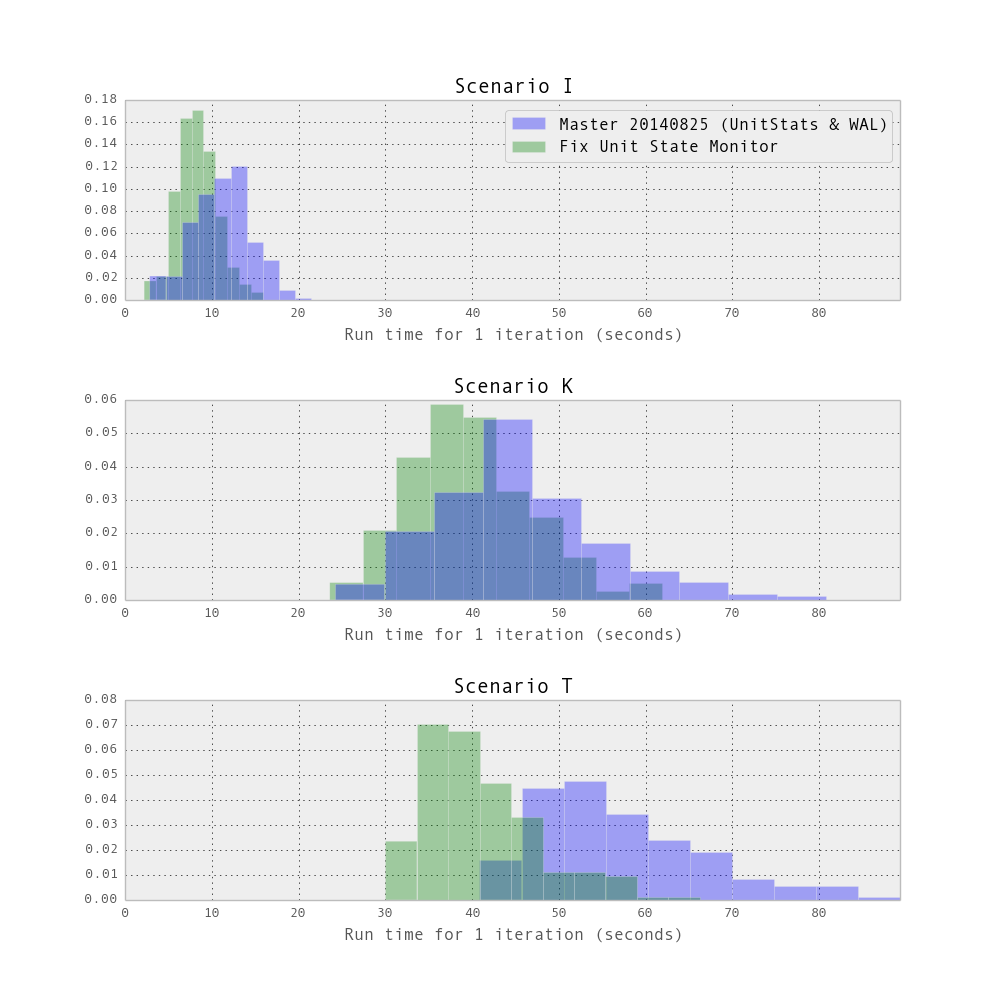 Scenario I
0.18
0.16
0.14
0.12
0.10
0.08
0.06
0.04
0.02
0.00
Master 20140825 (UnitStats & WAL)
Fix Unit State Monitor
0 10 20 30 40 50 60 70 80
Run time for 1 iteration (seconds)
Scenario K
0.06
0.05
0.04
0.03
0.02
0.01
0.00
0 10 20 30 40 50 60 70 80
Run time for 1 iteration (seconds)
Scenario T
0.08
0.07
0.06
0.05
0.04
0.03
0.02
0.01
0.00
0 10 20 30 40 50 60 70 80
Run time for 1 iteration (seconds)